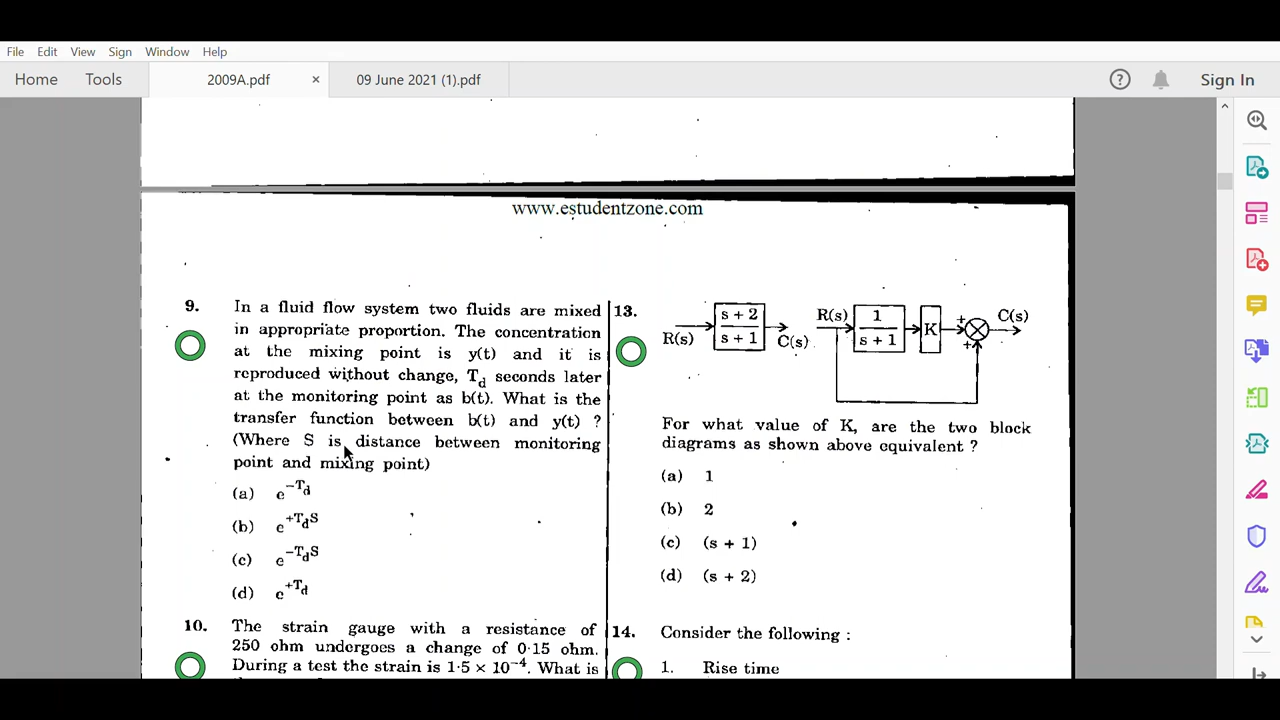 File Edit View Sign Window Help
Home Tools 2009A.pdf × 09 June 2021 (1).pdf ? Sign In
www.estudentzone.com
9. In a fluid flow system two fluids are mixed
in appropriate proportion. The concentration
at the mixing point is y(t) and it is
reproduced without change, T_d seconds later
at the monitoring point as b(t). What is the
transfer function between b(t) and y(t) ?
(Where S is distance between monitoring
point and mixing point)
(a) e^{-T_d}
(b) e^{+T_dS}
(c) e^{-T_dS}
(d) e^{+T_d}
10. The strain gauge with a resistance of
250 ohm undergoes a change of 0·15 ohm.
During a test the strain is 1·5 × 10^{-4}. What is
13.
R(s) s + 2 / s + 1 C(s)
R(s) 1 / s + 1 K + + C(s)
For what value of K, are the two block
diagrams as shown above equivalent ?
(a) 1
(b) 2
(c) (s + 1)
(d) (s + 2)
14. Consider the following :
1. Rise time